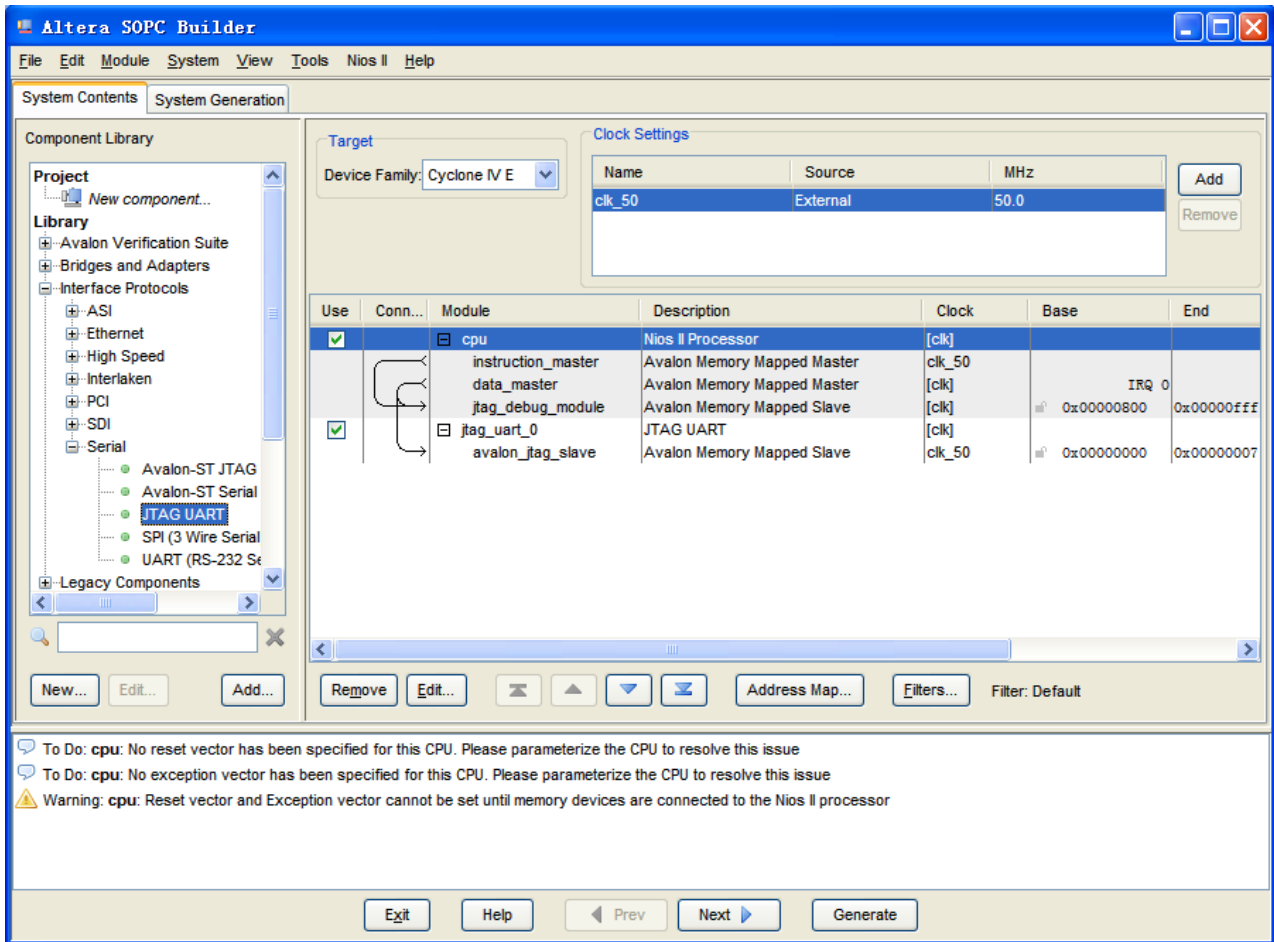 Altera SOPC Builder
File Edit Module System View Tools Nios II Help
System Contents System Generation
Component Library
Project
New component...
Library
Avalon Verification Suite
Bridges and Adapters
Interface Protocols
ASI
Ethernet
High Speed
Interlaken
PCI
SDI
Serial
Avalon-ST JTAG
Avalon-ST Serial
JTAG UART
SPI (3 Wire Serial
UART (RS-232 Se
Legacy Components
New... Edit... Add...
Target
Device Family: Cyclone IV E
Clock Settings
Name Source MHz
clk_50 External 50.0
Add
Remove
Use Conn... Module Description Clock Base End
cpu Nios II Processor [clk]
instruction_master Avalon Memory Mapped Master clk_50
data_master Avalon Memory Mapped Master [clk] IRQ 0
jtag_debug_module Avalon Memory Mapped Slave [clk] 0x00000800 0x00000fff
jtag_uart_0 JTAG UART [clk]
avalon_jtag_slave Avalon Memory Mapped Slave clk_50 0x00000000 0x00000007
Remove Edit... Address Map... Filters... Filter: Default
To Do: cpu: No reset vector has been specified for this CPU. Please parameterize the CPU to resolve this issue
To Do: cpu: No exception vector has been specified for this CPU. Please parameterize the CPU to resolve this issue
Warning: cpu: Reset vector and Exception vector cannot be set until memory devices are connected to the Nios II processor
Exit Help Prev Next Generate